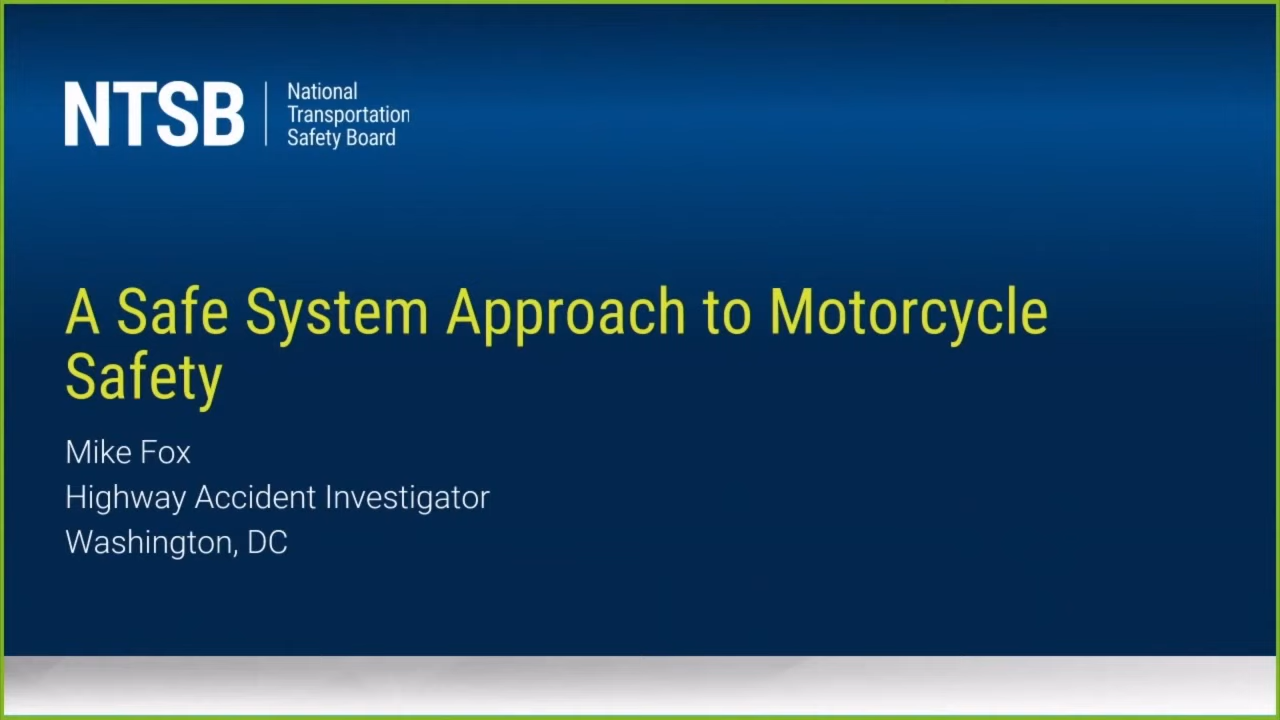 NTSB
National
Transportation
Safety Board
A Safe System Approach to Motorcycle
Safety
Mike Fox
Highway Accident Investigator
Washington, DC